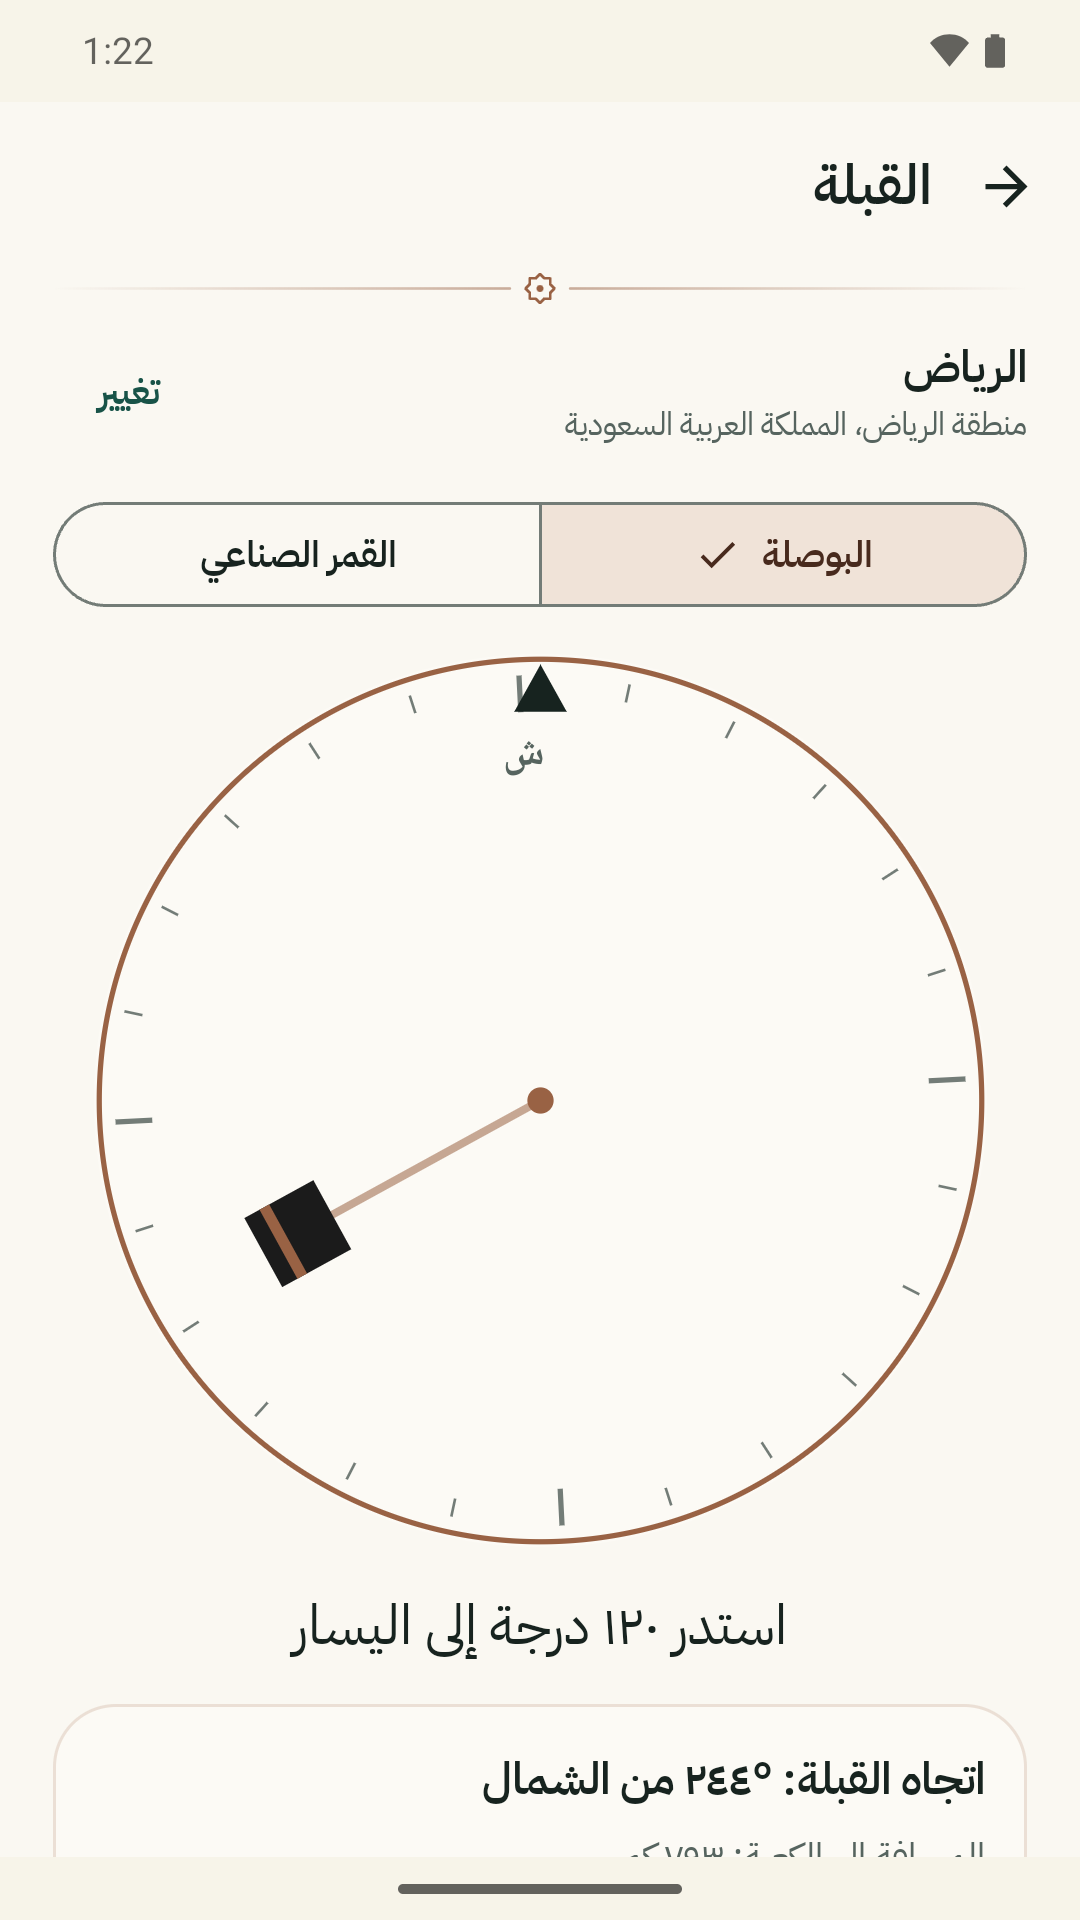 1:22
القبلة
الرياض
منطقة الرياض، المملكة العربية السعودية
تغيير
البوصلة
القمر الصناعي
ش
استدر ١٢٠ درجة إلى اليسار
اتجاه القبلة: ٢٤٤° من الشمال